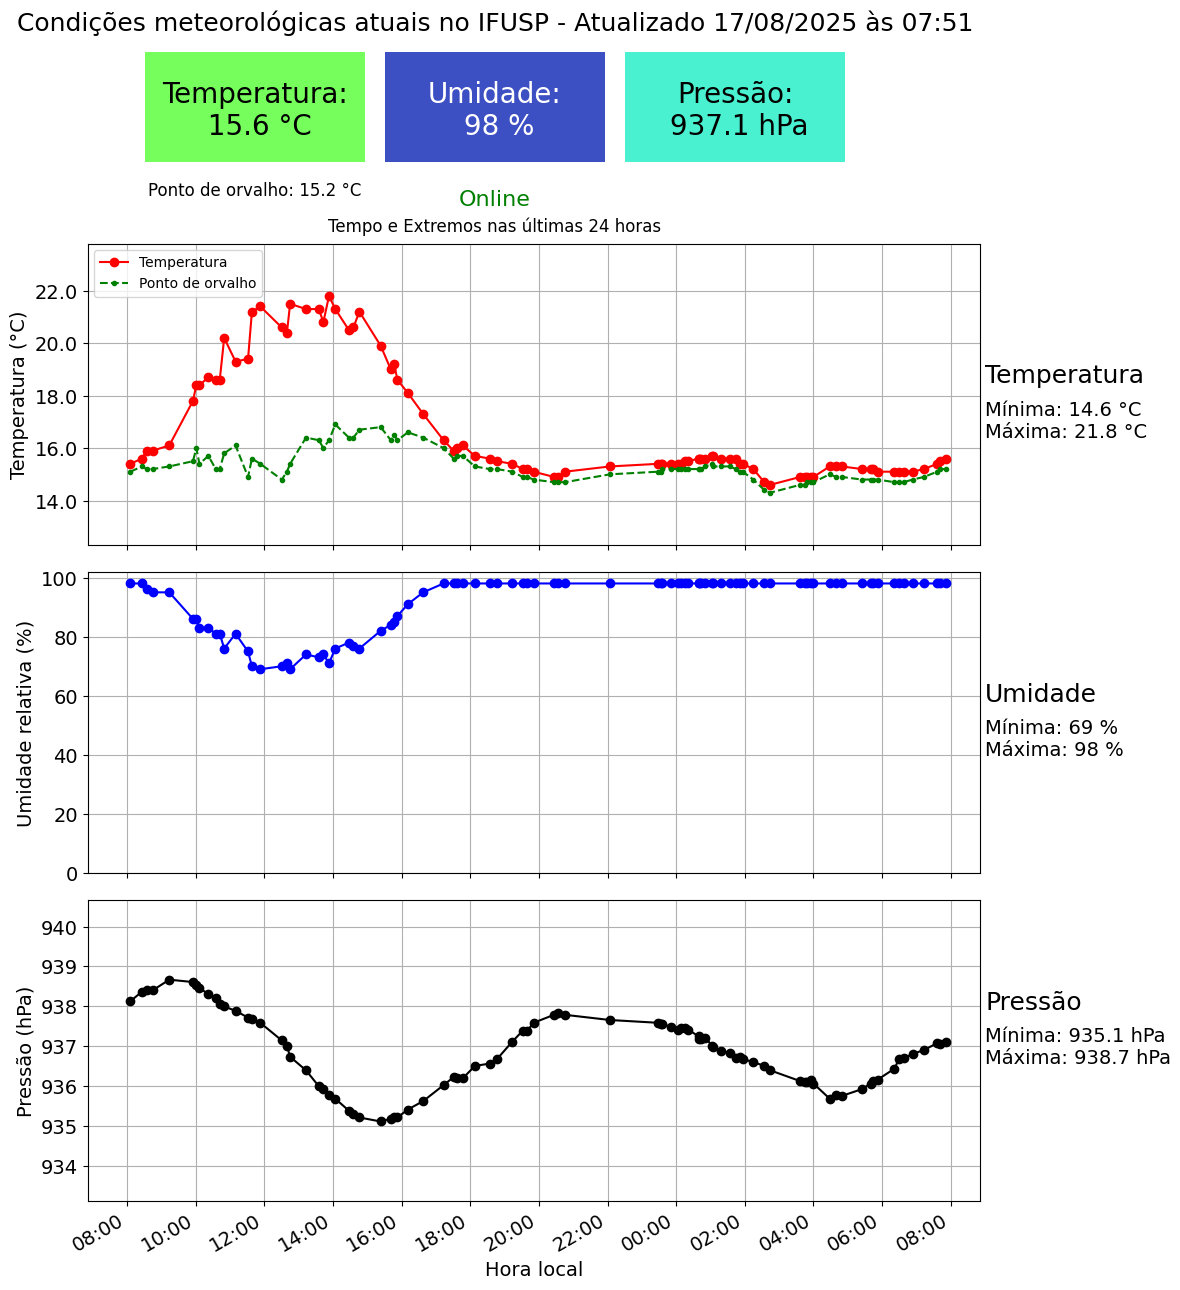 Condições meteorológicas atuais no IFUSP - Atualizado 17/08/2025 às 07:51
Temperatura:
15.6 °C
Umidade:
98 %
Pressão:
937.1 hPa
Ponto de orvalho: 15.2 °C
Online
Tempo e Extremos nas últimas 24 horas
Temperatura
Ponto de orvalho
Temperatura (°C)
22.0
20.0
18.0
16.0
14.0
Temperatura
Mínima: 14.6 °C
Máxima: 21.8 °C
Umidade relativa (%)
100
80
60
40
20
0
Umidade
Mínima: 69 %
Máxima: 98 %
Pressão (hPa)
940
939
938
937
936
935
934
Pressão
Mínima: 935.1 hPa
Máxima: 938.7 hPa
08:00 10:00 12:00 14:00 16:00 18:00 20:00 22:00 00:00 02:00 04:00 06:00 08:00
Hora local